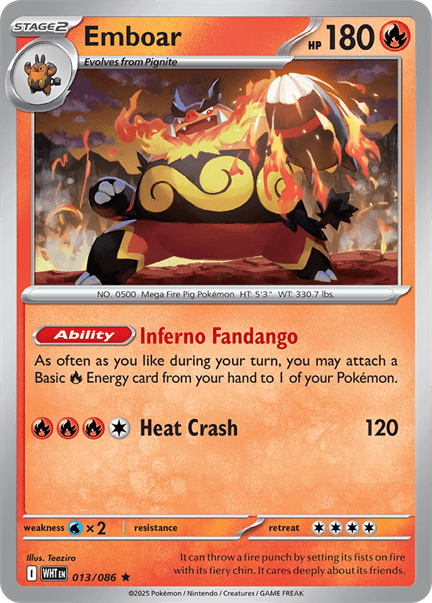 STAGE2 Emboar HP 180
Evolves from Pignite
NO. 0500 Mega Fire Pig Pokémon HT: 5'3" WT: 330.7 lbs.
Ability Inferno Fandango
As often as you like during your turn, you may attach a
Basic Energy card from your hand to 1 of your Pokémon.
Heat Crash 120
weakness ×2 resistance retreat
Illus. Teeziro
It can throw a fire punch by setting its fists on fire
with its fiery chin. It cares deeply about its friends.
I WHT EN 013/086 ★
©2025 Pokémon / Nintendo / Creatures / GAME FREAK